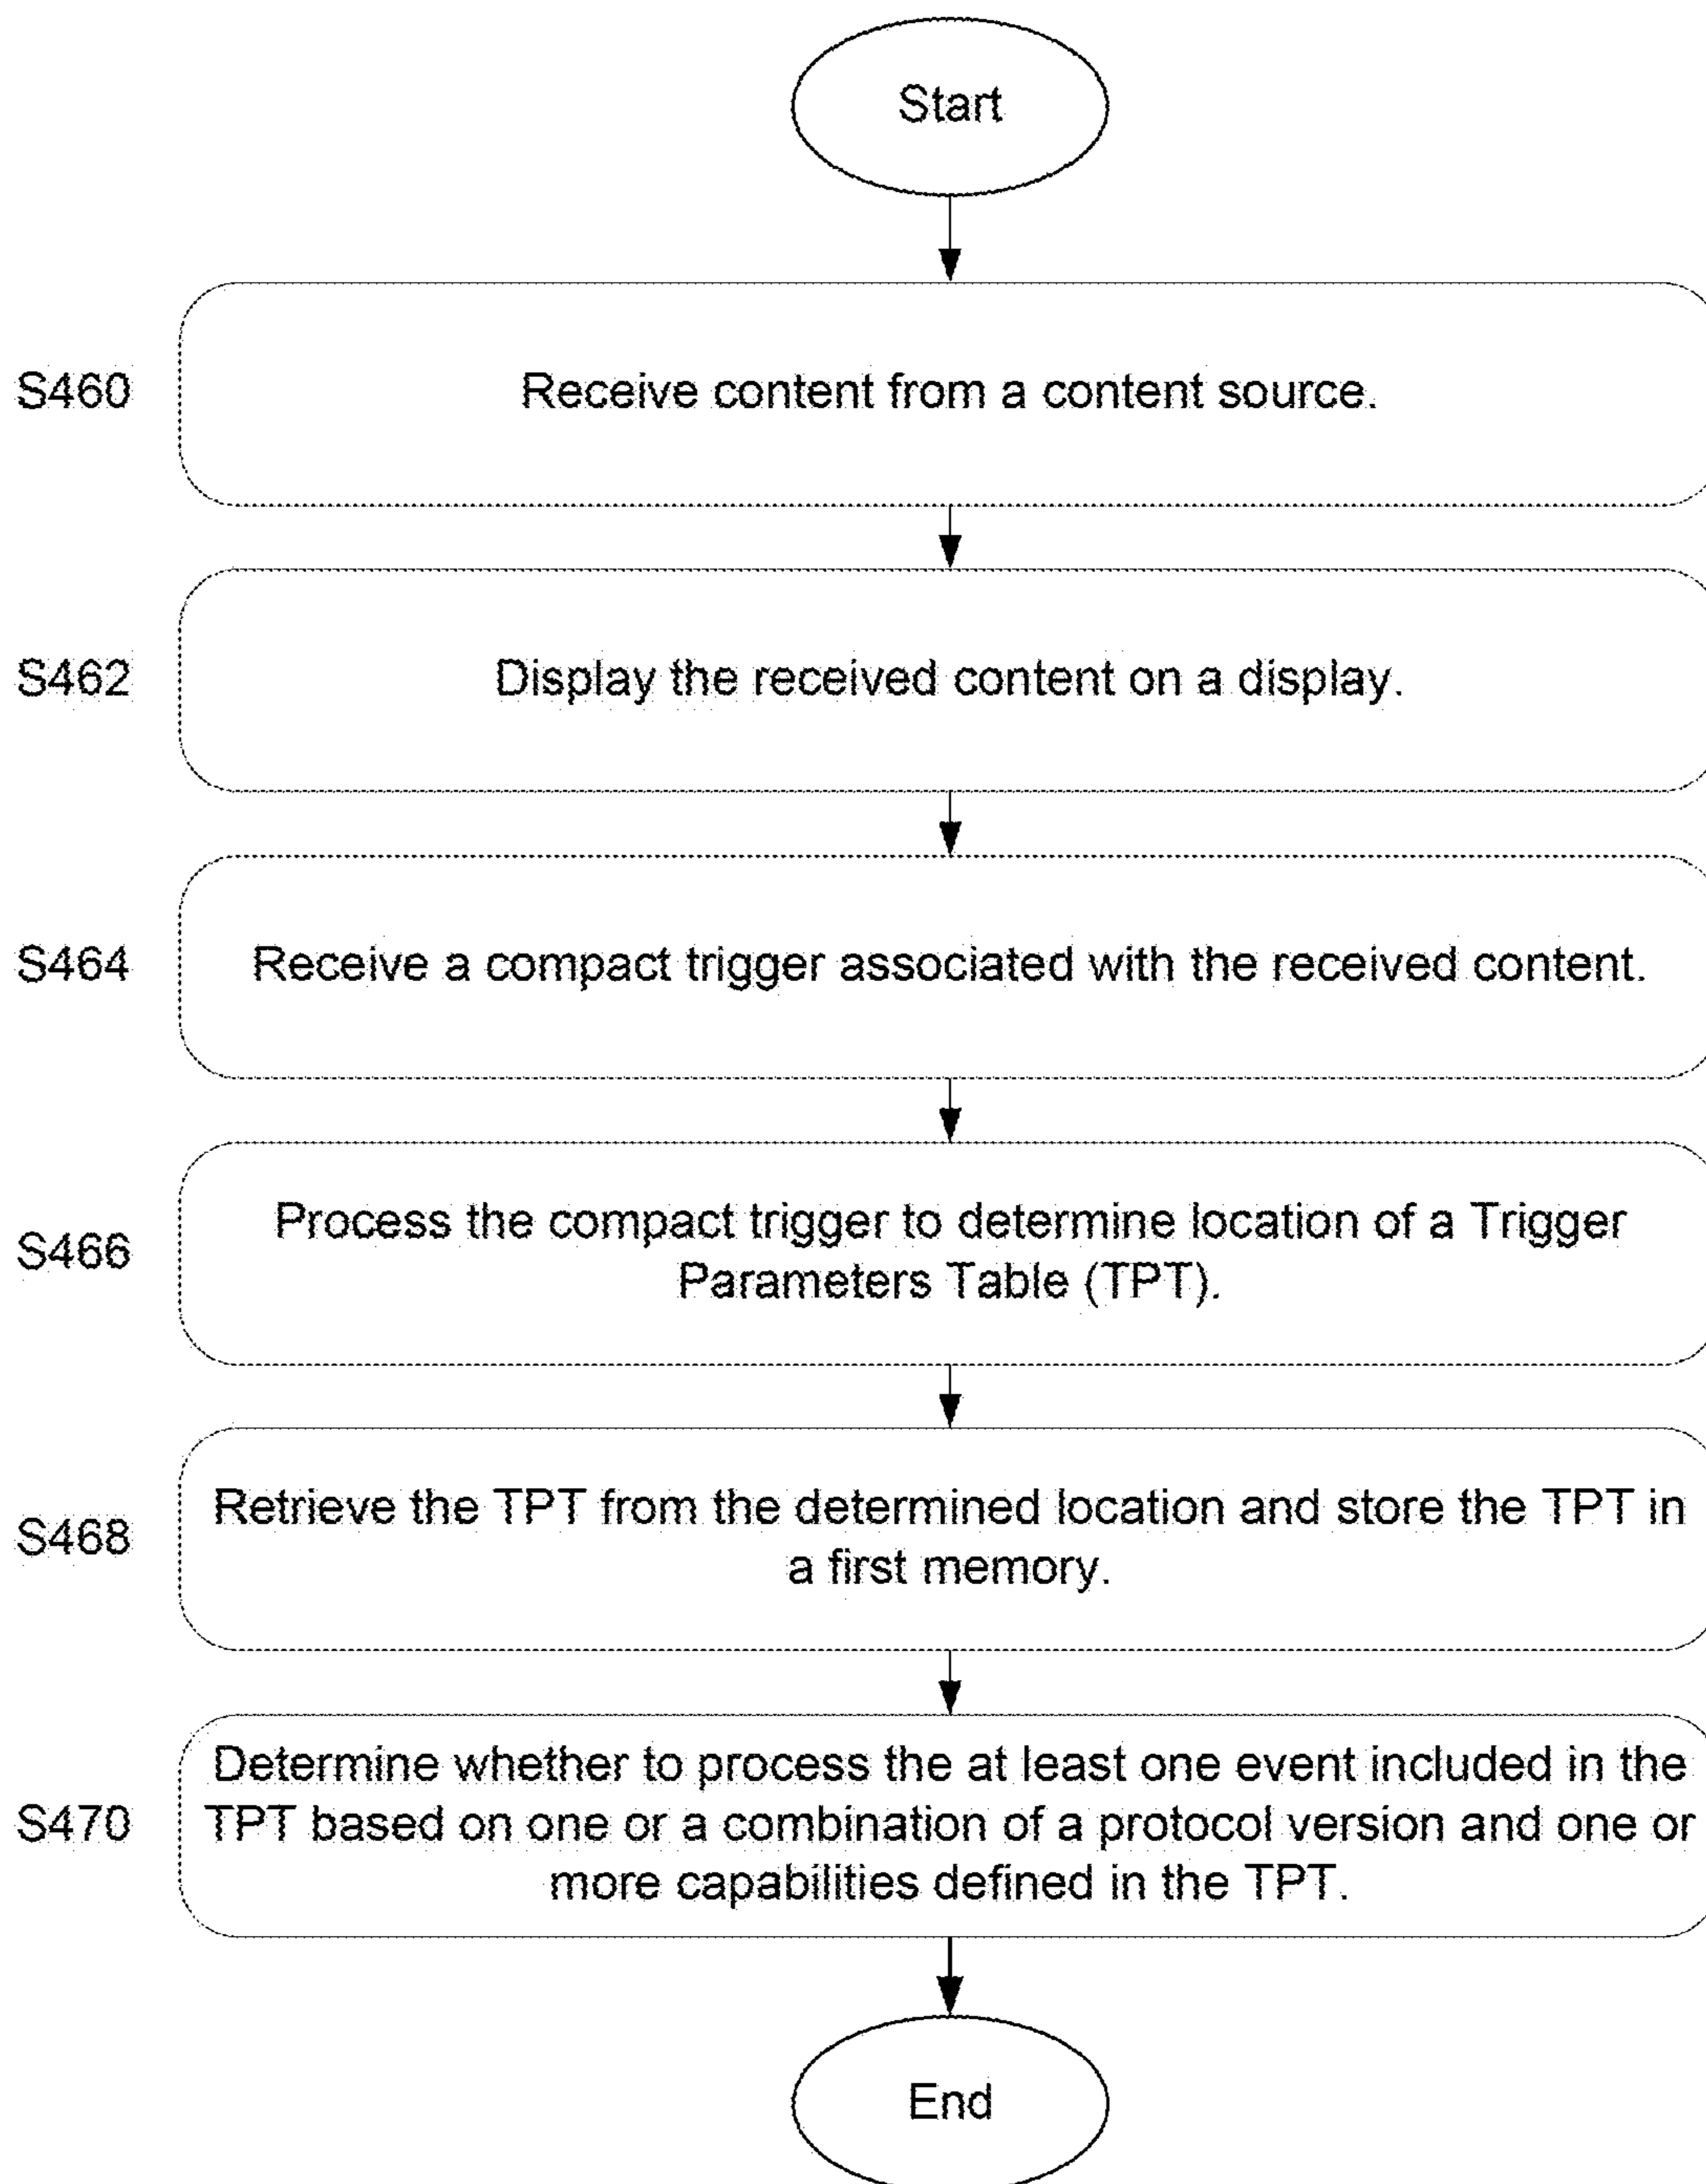 Start
S460
Receive content from a content source.
S462
Display the received content on a display.
S464
Receive a compact trigger associated with the received content.
S466
Process the compact trigger to determine location of a Trigger
Parameters Table (TPT).
S468
Retrieve the TPT from the determined location and store the TPT in
a first memory.
S470
Determine whether to process the at least one event included in the
TPT based on one or a combination of a protocol version and one or
more capabilities defined in the TPT.
End